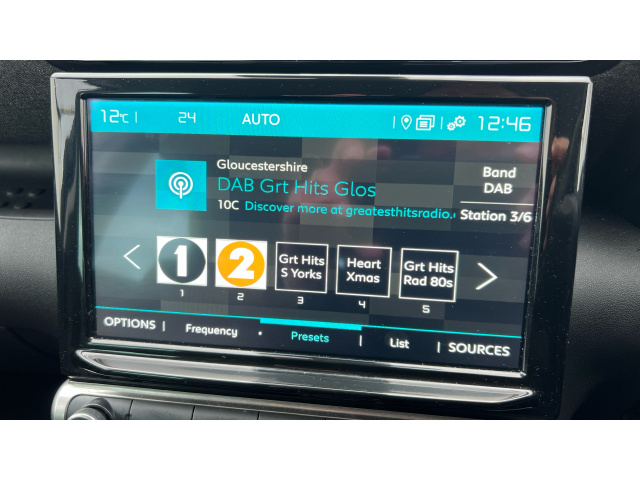 12°C 24 AUTO 12:46
Gloucestershire
DAB Grt Hits Glos
10C Discover more at greatesthitsradio.
Band
DAB
Station 3/6
1 2 Grt Hits S Yorks Heart Xmas Grt Hits Rad 80s
1 2 3 4 5
OPTIONS Frequency Presets List SOURCES